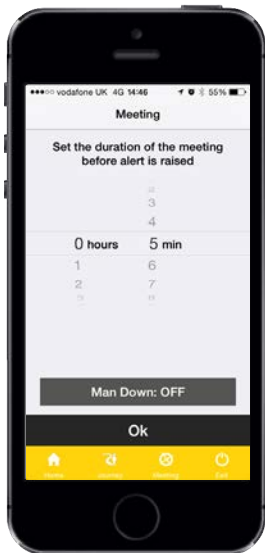 vodafone UK 4G 14:46 55%
Meeting
Set the duration of the meeting
before alert is raised
3
4
0 hours 5 min
1 6
2 7
Man Down: OFF
Ok
Home Journey Meeting Exit